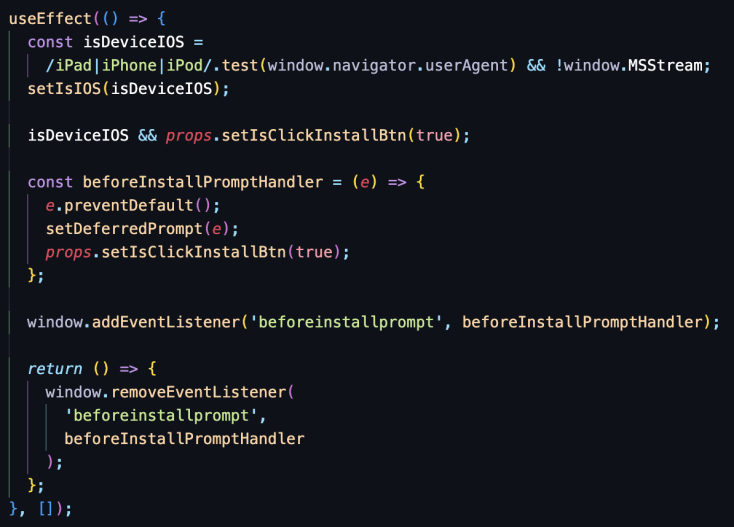 useEffect(() => {
  const isDeviceIOS =
    /iPad|iPhone|iPod/.test(window.navigator.userAgent) && !window.MSStream;
  setIsIOS(isDeviceIOS);

  isDeviceIOS && props.setIsClickInstallBtn(true);

  const beforeInstallPromptHandler = (e) => {
    e.preventDefault();
    setDeferredPrompt(e);
    props.setIsClickInstallBtn(true);
  };

  window.addEventListener('beforeinstallprompt', beforeInstallPromptHandler);

  return () => {
    window.removeEventListener(
      'beforeinstallprompt',
      beforeInstallPromptHandler
    );
  };
}, []);